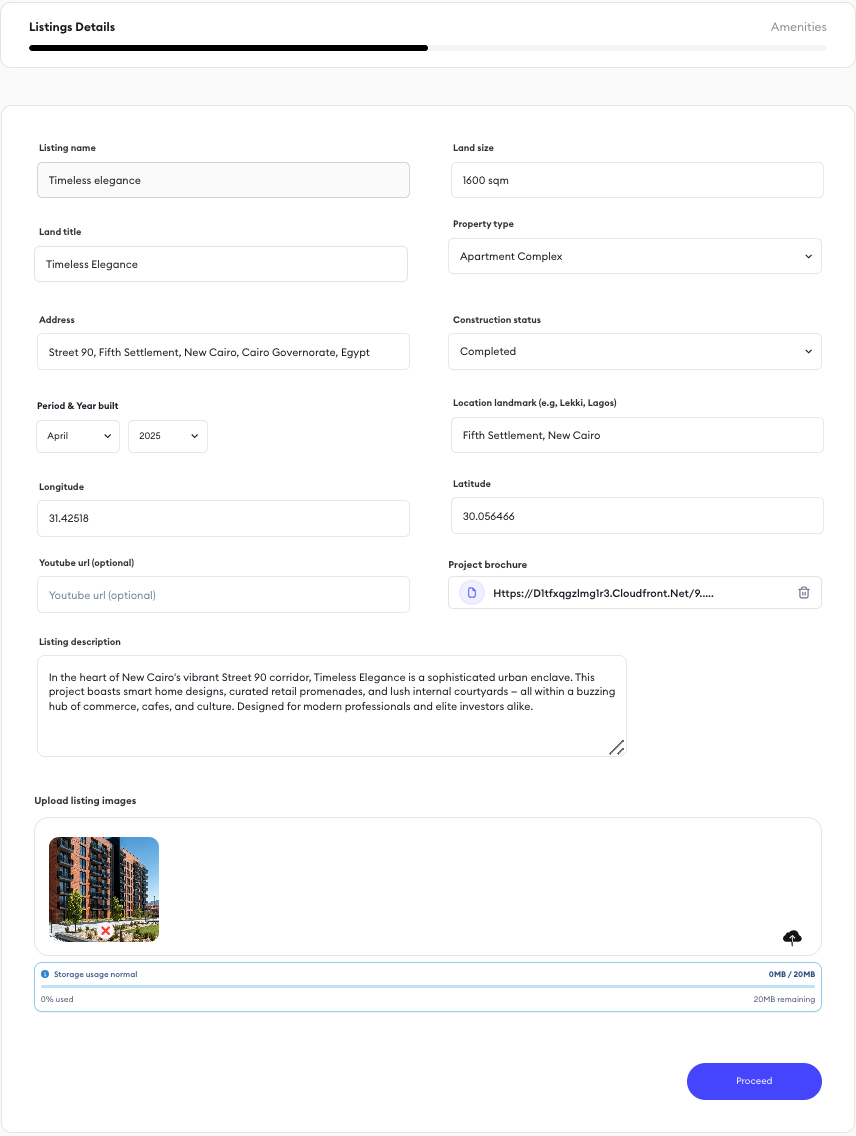 Listings Details
Amenities
Listing name
Timeless elegance
Land size
1600 sqm
Land title
Timeless Elegance
Property type
Apartment Complex
Address
Street 90, Fifth Settlement, New Cairo, Cairo Governorate, Egypt
Construction status
Completed
Period & Year built
April
2025
Location landmark (e.g, Lekki, Lagos)
Fifth Settlement, New Cairo
Longitude
31.42518
Latitude
30.056466
Youtube url (optional)
Youtube url (optional)
Project brochure
Https://D1tfxqgzlmg1r3.Cloudfront.Net/9.....
Listing description
In the heart of New Cairo's vibrant Street 90 corridor, Timeless Elegance is a sophisticated urban enclave. This
project boasts smart home designs, curated retail promenades, and lush internal courtyards – all within a buzzing
hub of commerce, cafes, and culture. Designed for modern professionals and elite investors alike.
Upload listing images
Storage usage normal
0MB / 20MB
0% used
20MB remaining
Proceed